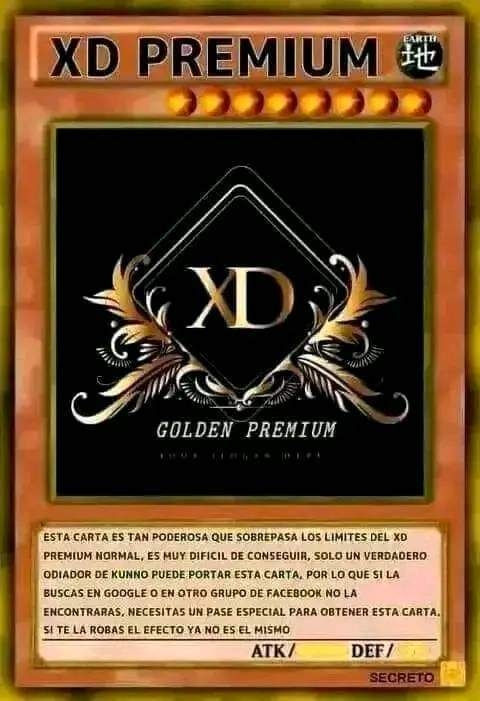 XD PREMIUM
EARTH
地
XD
GOLDEN PREMIUM
ESTA CARTA ES TAN PODEROSA QUE SOBREPASA LOS LIMITES DEL XD
PREMIUM NORMAL, ES MUY DIFICIL DE CONSEGUIR, SOLO UN VERDADERO
ODIADOR DE KUNNO PUEDE PORTAR ESTA CARTA, POR LO QUE SI LA
BUSCAS EN GOOGLE O EN OTRO GRUPO DE FACEBOOK NO LA
ENCONTRARAS, NECESITAS UN PASE ESPECIAL PARA OBTENER ESTA CARTA,
SI TE LA ROBAS EL EFECTO YA NO ES EL MISMO
ATK/ DEF/
SECRETO